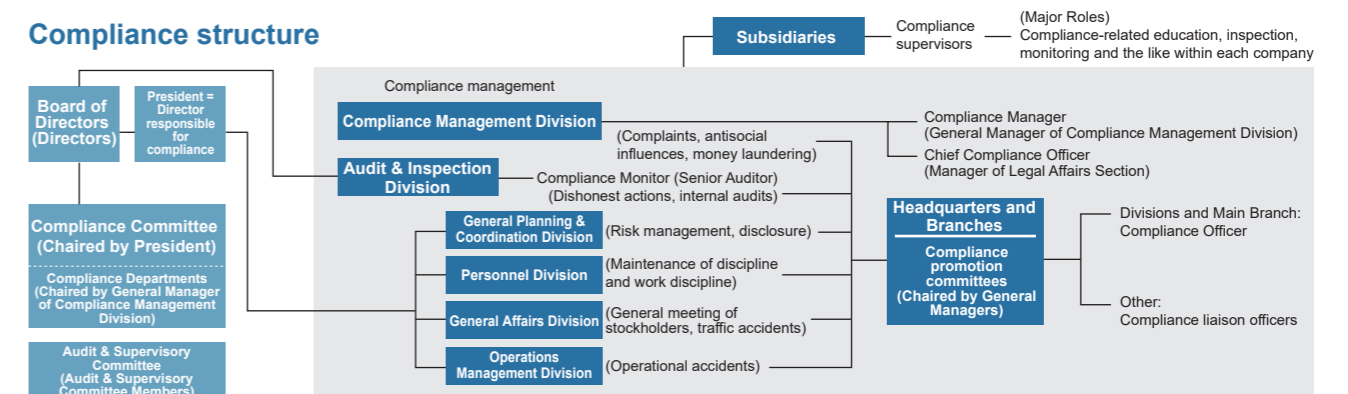 Compliance structure
Subsidiaries
Compliance
supervisors
(Major Roles)
Compliance-related education, inspection,
monitoring and the like within each company
Board of
Directors
(Directors)
President =
Director
responsible
for
compliance
Compliance Committee
(Chaired by President)
Compliance Departments
(Chaired by General Manager
of Compliance Management
Division)
Audit & Supervisory
Committee
(Audit & Supervisory
Committee Members)
Compliance management
Compliance Management Division
(Complaints, antisocial
influences, money laundering)
Compliance Manager
(General Manager of Compliance Management Division)
Chief Compliance Officer
(Manager of Legal Affairs Section)
Audit & Inspection
Division
Compliance Monitor (Senior Auditor)
(Dishonest actions, internal audits)
General Planning &
Coordination Division
(Risk management, disclosure)
Personnel Division
(Maintenance of discipline
and work discipline)
General Affairs Division
(General meeting of
stockholders, traffic accidents)
Operations
Management Division
(Operational accidents)
Headquarters and
Branches
Compliance
promotion
committees
(Chaired by General
Managers)
Divisions and Main Branch:
Compliance Officer
Other:
Compliance liaison officers